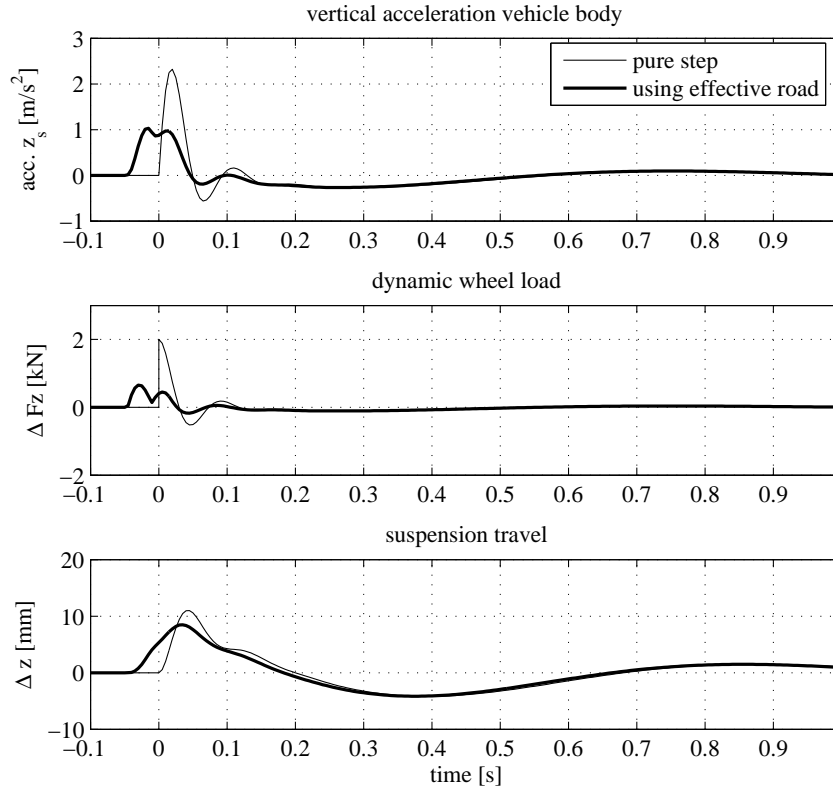 vertical acceleration vehicle body
3
2
1
0
−1
acc. z_s [m/s²]
pure step
using effective road
−0.1 0 0.1 0.2 0.3 0.4 0.5 0.6 0.7 0.8 0.9
dynamic wheel load
2
0
−2
Δ Fz [kN]
−0.1 0 0.1 0.2 0.3 0.4 0.5 0.6 0.7 0.8 0.9
suspension travel
20
10
0
−10
Δ z [mm]
−0.1 0 0.1 0.2 0.3 0.4 0.5 0.6 0.7 0.8 0.9
time [s]